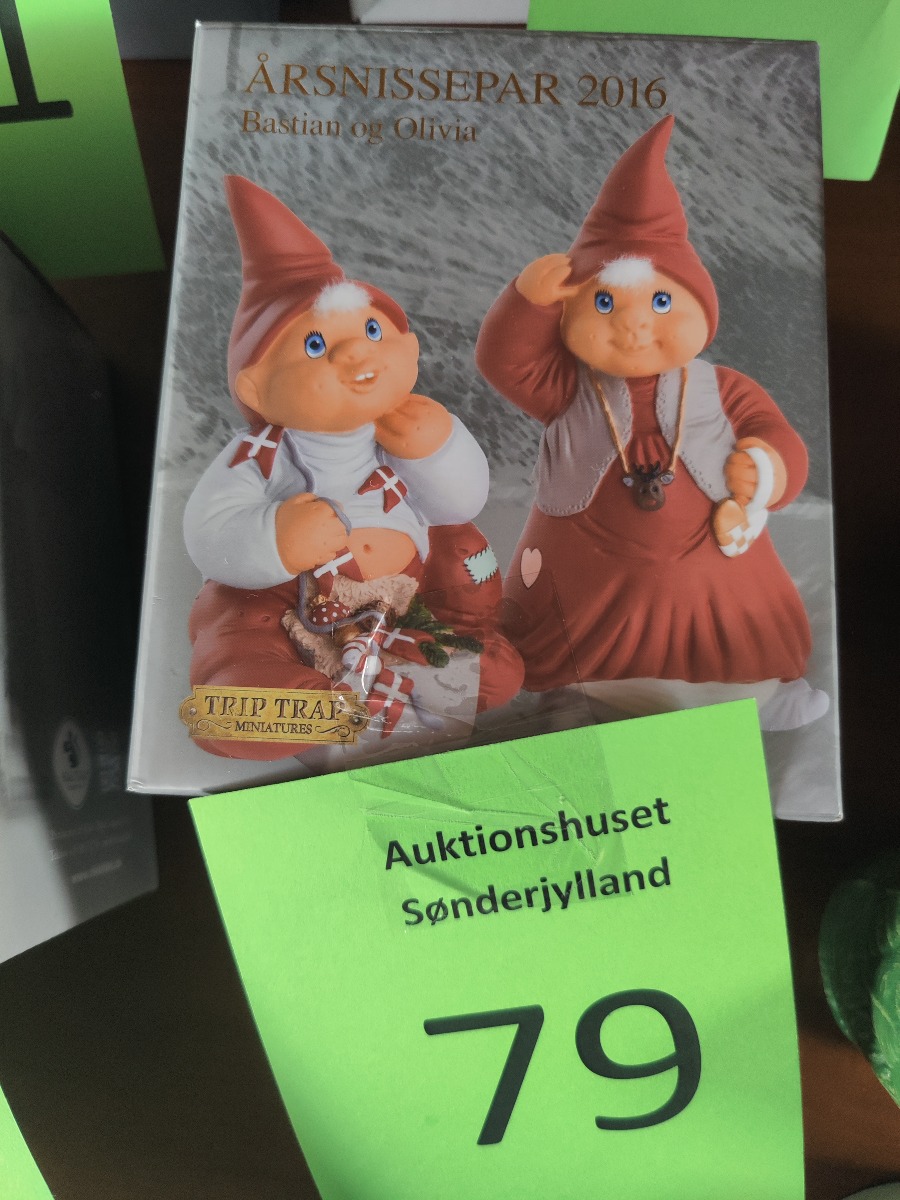 ÅRSNISSEPAR 2016
Bastian og Olivia
TRIP TRAP
MINIATURES
Auktionshuset
Sønderjylland
79